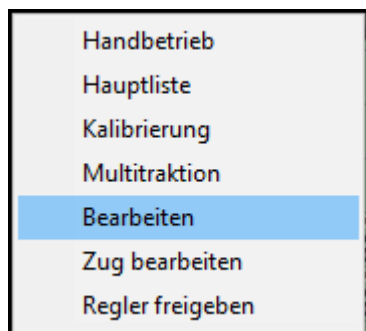 Handbetrieb
Hauptliste
Kalibrierung
Multitraktion
Bearbeiten
Zug bearbeiten
Regler freigeben